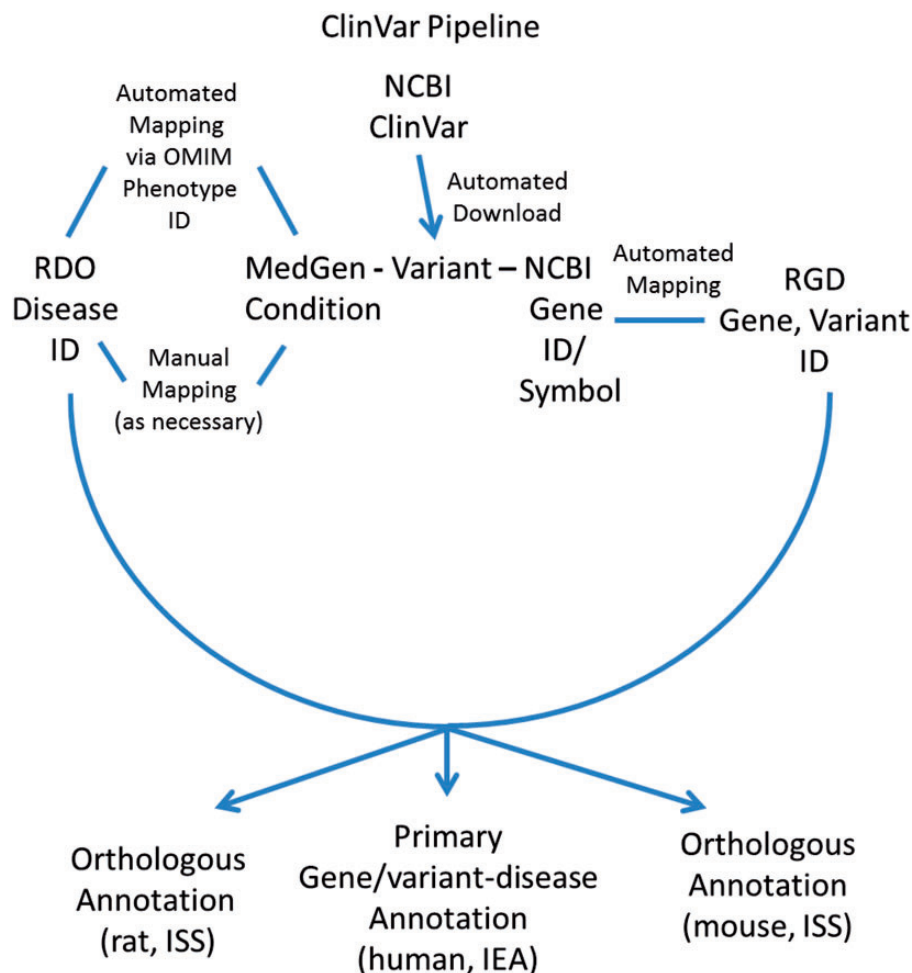 ClinVar Pipeline
NCBI
ClinVar
Automated
Mapping
via OMIM
Phenotype
ID
Automated
Download
RDO
Disease
ID
MedGen - Variant – NCBI
Condition
Gene
ID/
Symbol
Automated
Mapping
RGD
Gene, Variant
ID
Manual
Mapping
(as necessary)
Orthologous
Annotation
(rat, ISS)
Primary
Gene/variant-disease
Annotation
(human, IEA)
Orthologous
Annotation
(mouse, ISS)